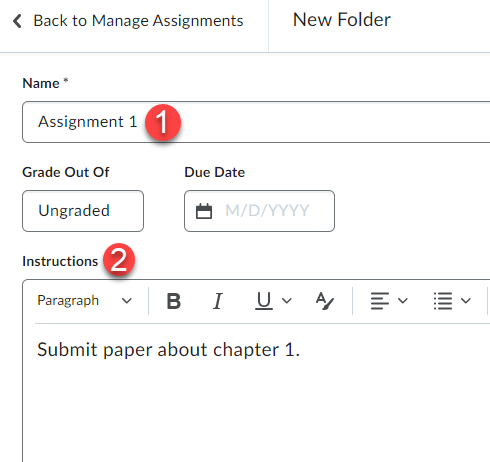 Back to Manage Assignments
New Folder
Name *
Assignment 1 1
Grade Out Of Due Date
Ungraded M/D/YYYY
Instructions 2
Paragraph B I U A
Submit paper about chapter 1.